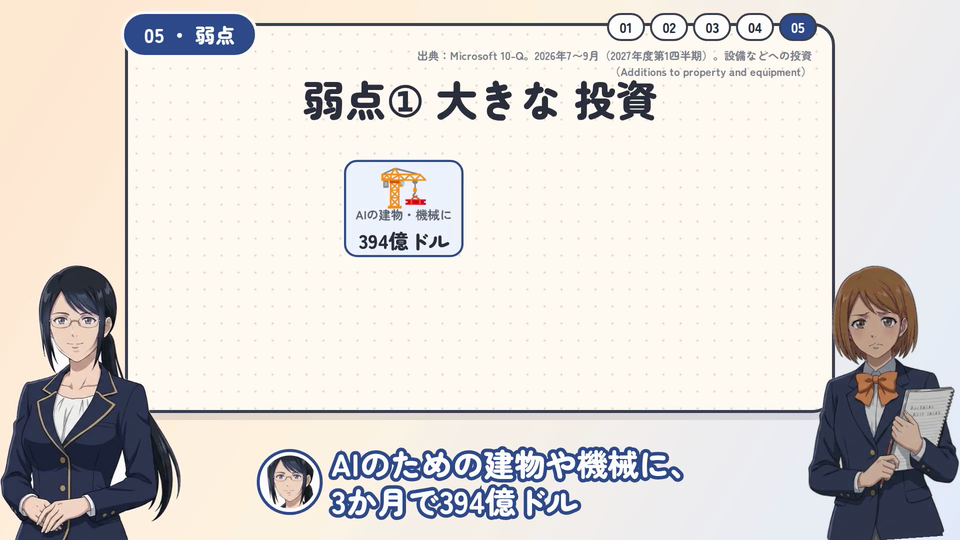 05 ・ 弱点
01 02 03 04 05
出典：Microsoft 10-Q。2026年7〜9月（2027年度第1四半期）。設備などへの投資
（Additions to property and equipment）
弱点① 大きな 投資
AIの建物・機械に
394億ドル
AIのための建物や機械に、
3か月で394億ドル